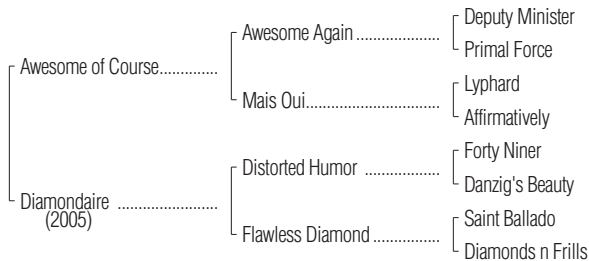 Deputy Minister
Awesome Again ..................
Primal Force
Awesome of Course..............
Lyphard
Mais Oui................................
Affirmatively
Forty Niner
Distorted Humor ..................
Danzig's Beauty
Diamondaire ........................
(2005)
Saint Ballado
Flawless Diamond ................
Diamonds n Frills